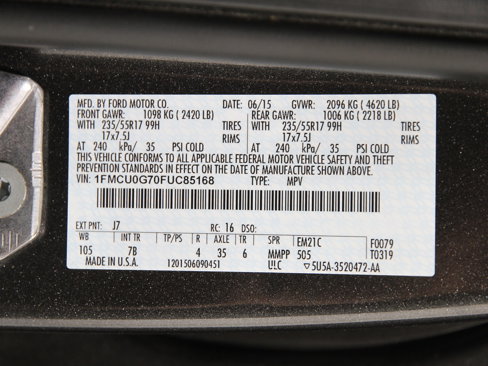 MFD. BY FORD MOTOR CO. DATE: 06/15 GVWR: 2096 KG ( 4620 LB)
FRONT GAWR: 1098 KG ( 2420 LB) REAR GAWR: 1006 KG ( 2218 LB)
WITH 235/55R17 99H TIRES WITH 235/55R17 99H TIRES
17x7.5J RIMS 17x7.5J RIMS
AT 240 kPa/ 35 PSI COLD AT 240 kPa/ 35 PSI COLD
THIS VEHICLE CONFORMS TO ALL APPLICABLE FEDERAL MOTOR VEHICLE SAFETY AND THEFT
PREVENTION STANDARDS IN EFFECT ON THE DATE OF MANUFACTURE SHOWN ABOVE.
VIN: 1FMCU0G70FUC85168 TYPE: MPV
EXT PNT: J7 RC: 16 DSO:
WB INT TR TP/PS R AXLE TR SPR EM21C F0079
105 7B 4 35 6 MMPP 505 T0319
MADE IN U.S.A. 1201506090451 ULC ▽5U5A-3520472-AA